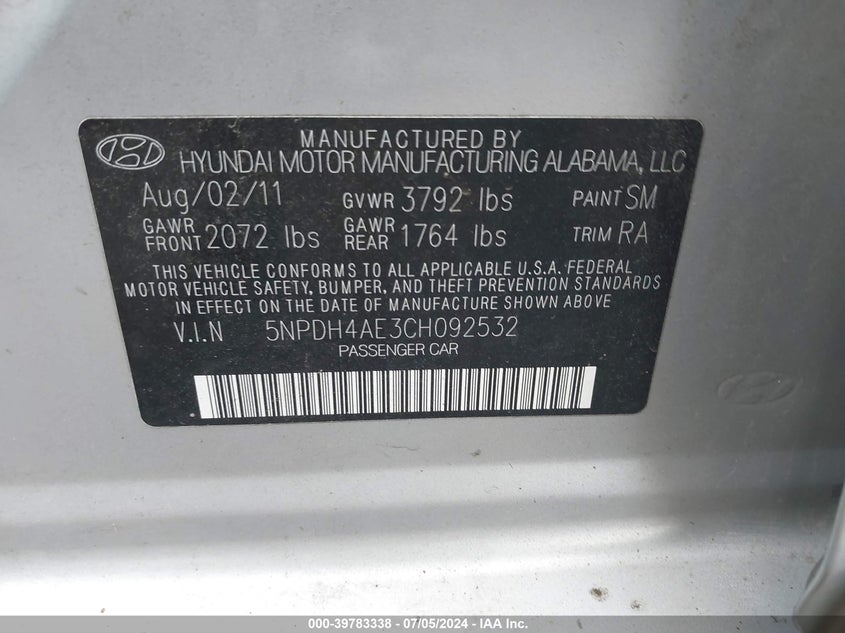 MANUFACTURED BY
HYUNDAI MOTOR MANUFACTURING ALABAMA, LLC
Aug/02/11 GVWR 3792 lbs PAINT SM
GAWR FRONT 2072 lbs GAWR REAR 1764 lbs TRIM RA
THIS VEHICLE CONFORMS TO ALL APPLICABLE U.S.A. FEDERAL
MOTOR VEHICLE SAFETY, BUMPER, AND THEFT PREVENTION STANDARDS
IN EFFECT ON THE DATE OF MANUFACTURE SHOWN ABOVE
V.I.N 5NPDH4AE3CH092532
PASSENGER CAR
000-39783338 - 07/05/2024 - IAA Inc.